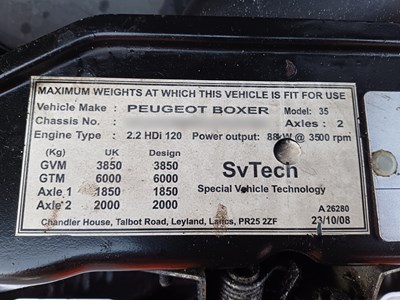 MAXIMUM WEIGHTS AT WHICH THIS VEHICLE IS FIT FOR USE
Vehicle Make : PEUGEOT BOXER Model: 35
Chassis No. : Axles : 2
Engine Type : 2.2 HDi 120 Power output: 88kW @ 3500 rpm
(Kg) UK Design
GVM 3850 3850
GTM 6000 6000
Axle 1 1850 1850
Axle 2 2000 2000
SvTech
Special Vehicle Technology
A 26280
Chandler House, Talbot Road, Leyland, Lancs, PR25 2ZF 23/10/08